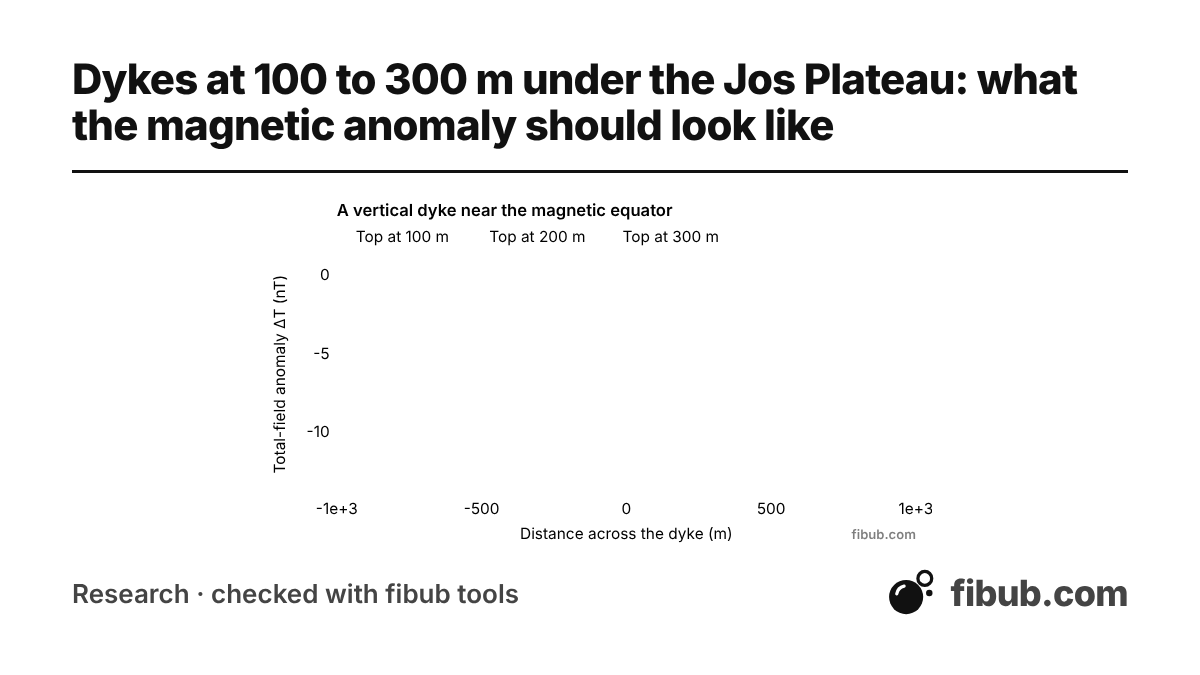 Dykes at 100 to 300 m under the Jos Plateau: what
the magnetic anomaly should look like
A vertical dyke near the magnetic equator
Top at 100 m Top at 200 m Top at 300 m
Total-field anomaly ΔT (nT)
0
-5
-10
-1e+3 -500 0 500 1e+3
Distance across the dyke (m)
fibub.com
Research · checked with fibub tools
fibub.com